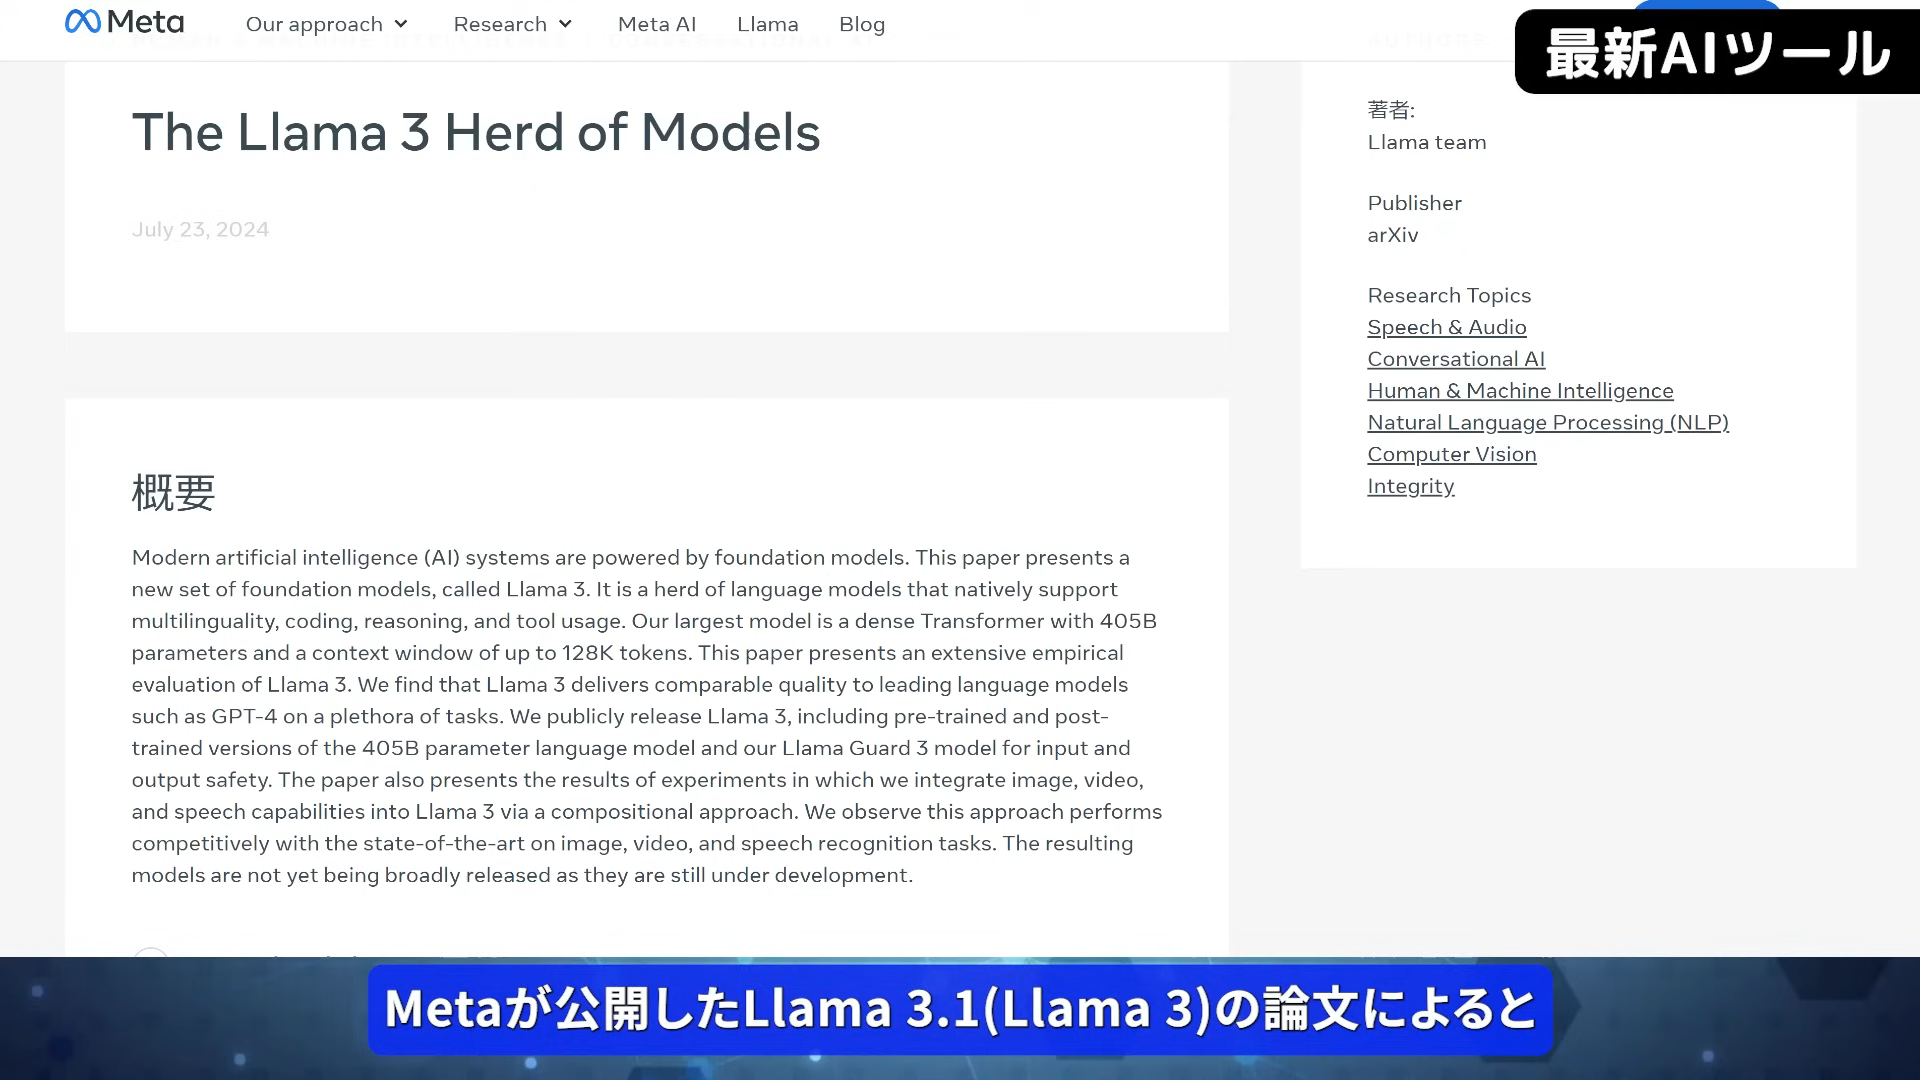 Meta
Our approach
Research
Meta AI
Llama
Blog
最新AIツール
The Llama 3 Herd of Models
July 23, 2024
著者:
Llama team
Publisher
arXiv
Research Topics
Speech & Audio
Conversational AI
Human & Machine Intelligence
Natural Language Processing (NLP)
Computer Vision
Integrity
概要
Modern artificial intelligence (AI) systems are powered by foundation models. This paper presents a
new set of foundation models, called Llama 3. It is a herd of language models that natively support
multilinguality, coding, reasoning, and tool usage. Our largest model is a dense Transformer with 405B
parameters and a context window of up to 128K tokens. This paper presents an extensive empirical
evaluation of Llama 3. We find that Llama 3 delivers comparable quality to leading language models
such as GPT-4 on a plethora of tasks. We publicly release Llama 3, including pre-trained and post-
trained versions of the 405B parameter language model and our Llama Guard 3 model for input and
output safety. The paper also presents the results of experiments in which we integrate image, video,
and speech capabilities into Llama 3 via a compositional approach. We observe this approach performs
competitively with the state-of-the-art on image, video, and speech recognition tasks. The resulting
models are not yet being broadly released as they are still under development.
Metaが公開したLlama 3.1(Llama 3)の論文によると